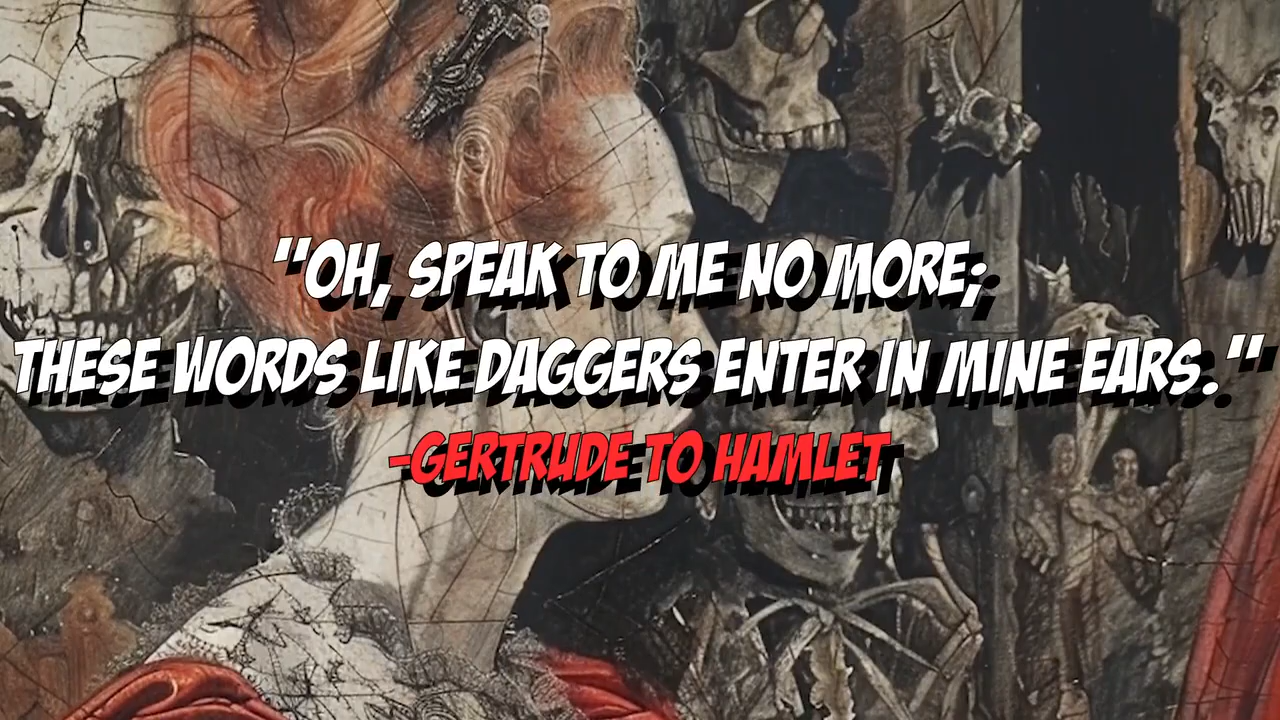 "OH, SPEAK TO ME NO MORE;
THESE WORDS LIKE DAGGERS ENTER IN MINE EARS."
-GERTRUDE TO HAMLET